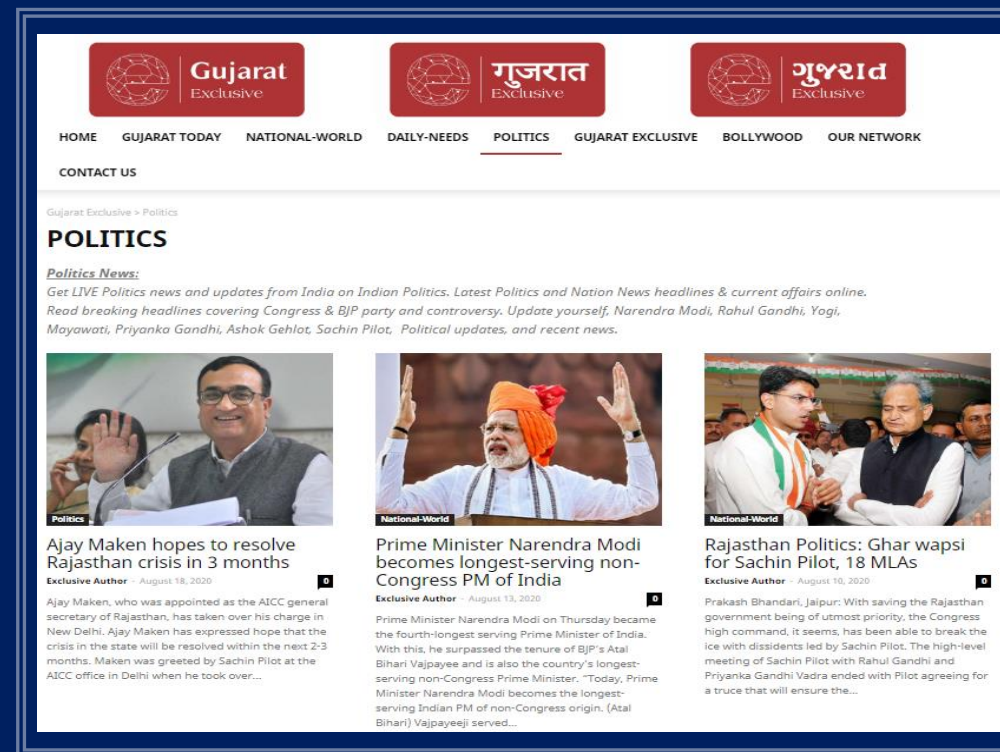 Gujarat
Exclusive
गुजरात
Exclusive
ગુજરાત
Exclusive
HOME GUJARAT TODAY NATIONAL-WORLD DAILY-NEEDS POLITICS GUJARAT EXCLUSIVE BOLLYWOOD OUR NETWORK
CONTACT US
Gujarat Exclusive > Politics
POLITICS
Politics News:
Get LIVE Politics news and updates from India on Indian Politics. Latest Politics and Nation News headlines & current affairs online.
Read breaking headlines covering Congress & BJP party and controversy. Update yourself, Narendra Modi, Rahul Gandhi, Yogi,
Mayawati, Priyanka Gandhi, Ashok Gehlot, Sachin Pilot, Political updates, and recent news.
Politics
Ajay Maken hopes to resolve
Rajasthan crisis in 3 months
Exclusive Author - August 18, 2020 0
Ajay Maken, who was appointed as the AICC general
secretary of Rajasthan, has taken over his charge in
New Delhi. Ajay Maken has expressed hope that the
crisis in the state will be resolved within the next 2-3
months. Maken was greeted by Sachin Pilot at the
AICC office in Delhi when he took over...
National-World
Prime Minister Narendra Modi
becomes longest-serving non-
Congress PM of India
Exclusive Author - August 13, 2020 0
Prime Minister Narendra Modi on Thursday became
the fourth-longest serving Prime Minister of India.
With this, he surpassed the tenure of BJP's Atal
Bihari Vajpayee and is also the country's longest-
serving non-Congress Prime Minister. "Today, Prime
Minister Narendra Modi becomes the longest-
serving Indian PM of non-Congress origin. (Atal
Bihari) Vajpayeeji served...
National-World
Rajasthan Politics: Ghar wapsi
for Sachin Pilot, 18 MLAs
Exclusive Author - August 10, 2020 0
Prakash Bhandari, Jaipur: With saving the Rajasthan
government being of utmost priority, the Congress
high command, it seems, has been able to break the
ice with dissidents led by Sachin Pilot. The high-level
meeting of Sachin Pilot with Rahul Gandhi and
Priyanka Gandhi Vadra ended with Pilot agreeing for
a truce that will ensure the...